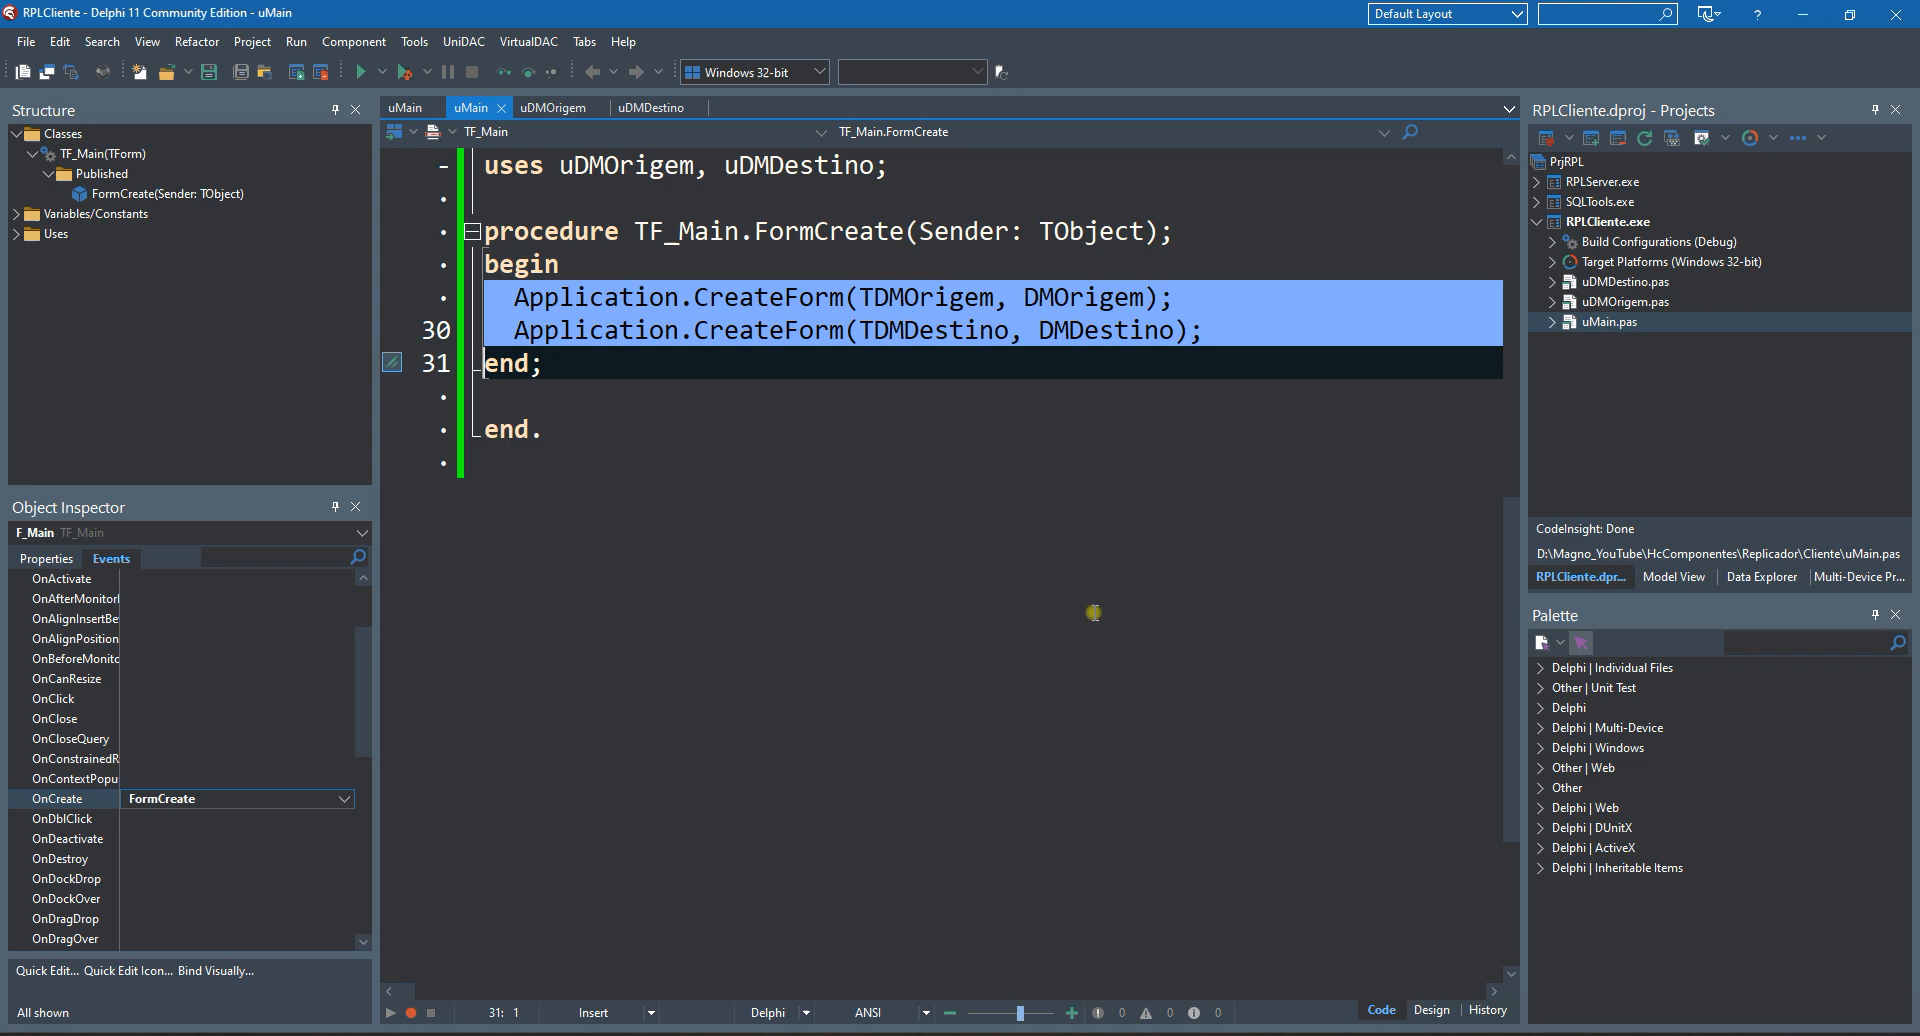 RPLCliente - Delphi 11 Community Edition - uMain
Default Layout
?
File Edit Search View Refactor Project Run Component Tools UniDAC VirtualDAC Tabs Help
Windows 32-bit
Structure
Classes
TF_Main(TForm)
Published
FormCreate(Sender: TObject)
Variables/Constants
Uses
uMain uMain uDMOrigem uDMDestino
TF_Main TF_Main.FormCreate
uses uDMOrigem, uDMDestino;
procedure TF_Main.FormCreate(Sender: TObject);
begin
Application.CreateForm(TDMOrigem, DMOrigem);
30 Application.CreateForm(TDMDestino, DMDestino);
31 end;
end.
Object Inspector
F_Main TF_Main
Properties Events
OnActivate
OnAfterMonitorl
OnAlignInsertBe
OnAlignPosition
OnBeforeMonitc
OnCanResize
OnClick
OnClose
OnCloseQuery
OnConstrainedR
OnContextPopu
OnCreate FormCreate
OnDblClick
OnDeactivate
OnDestroy
OnDockDrop
OnDockOver
OnDragDrop
OnDragOver
Quick Edit... Quick Edit Icon... Bind Visually...
All shown
31: 1 Insert Delphi ANSI 0 0 0
Code Design History
RPLCliente.dproj - Projects
PrjRPL
RPLServer.exe
SQLTools.exe
RPLCliente.exe
Build Configurations (Debug)
Target Platforms (Windows 32-bit)
uDMDestino.pas
uDMOrigem.pas
uMain.pas
CodeInsight: Done
D:\Magno_YouTube\HcComponentes\Replicador\Cliente\uMain.pas
RPLCliente.dpr... Model View Data Explorer Multi-Device Pr...
Palette
Delphi | Individual Files
Other | Unit Test
Delphi
Delphi | Multi-Device
Delphi | Windows
Other | Web
Other
Delphi | Web
Delphi | DUnitX
Delphi | ActiveX
Delphi | Inheritable Items